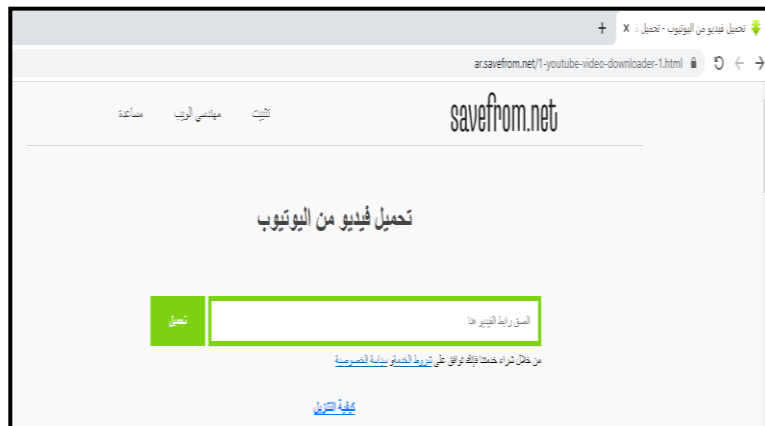 تحميل فيديو من اليوتيوب - تحميل
ar.savefrom.net/1-youtube-video-downloader-1.html
savefrom.net
تثبيت مهندسي الويب مساعدة
تحميل فيديو من اليوتيوب
الصق رابط الفيديو هنا
تحميل
من خلال شراء خدمتنا فإنك توافق على شروط الخدمة و سياسة الخصوصية
كيفية التنزيل